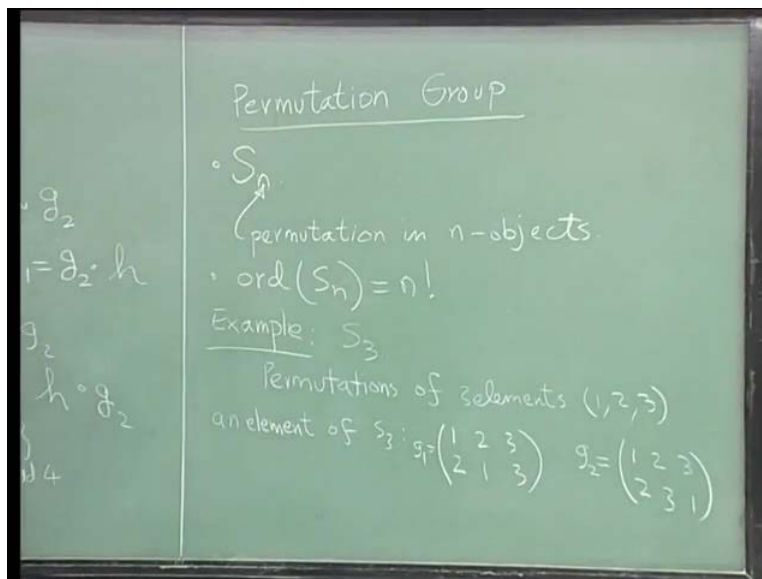 g₂
₁=g₂·h
g₂
h∘g₂
4
Permutation Group
· Sₙ
permutation in n-objects.
· ord(Sₙ)=n!
Example: S₃
Permutations of 3elements (1,2,3)
an element of S₃: g₁=(1 2 3
2 1 3) g₂=(1 2 3
2 3 1)